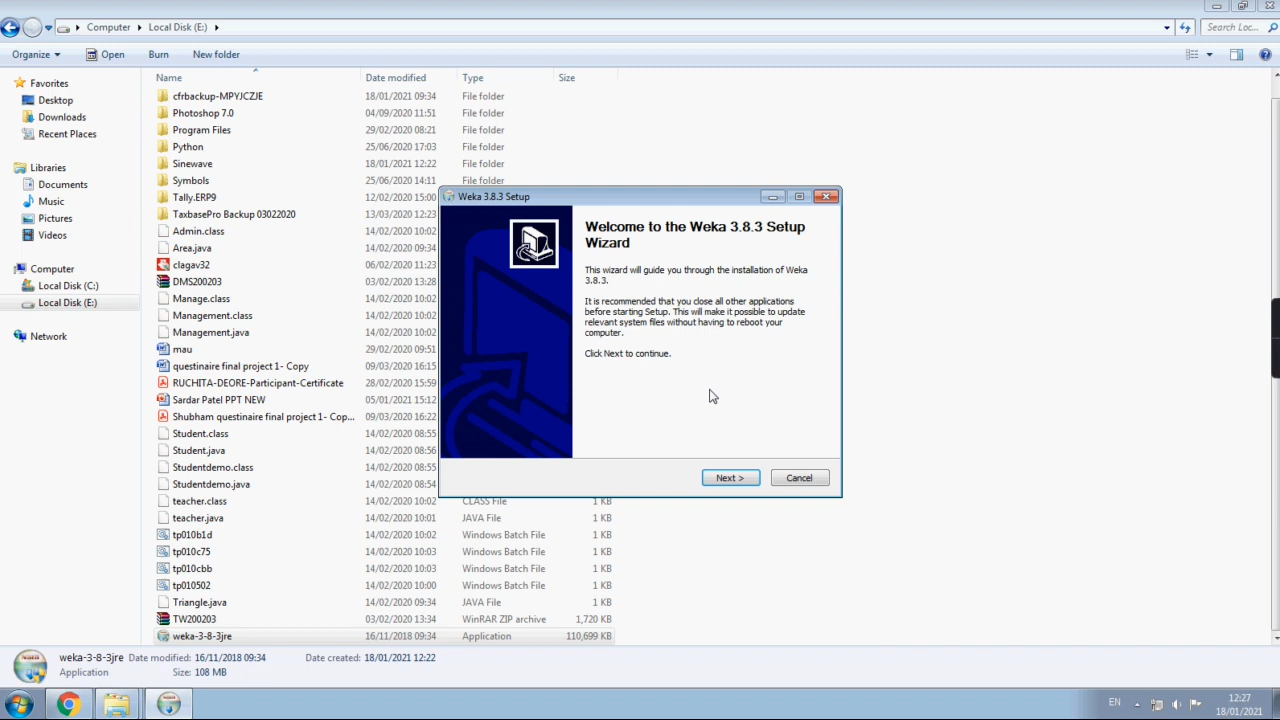 Computer
Local Disk (E:)
Search Loc...
Organize
Open
Burn
New folder
Name
Date modified
Type
Size
Favorites
Desktop
Downloads
Recent Places
Libraries
Documents
Music
Pictures
Videos
Computer
Local Disk (C:)
Local Disk (E:)
Network
cfrbackup-MPYJCZJE 18/01/2021 09:34 File folder
Photoshop 7.0 04/09/2020 11:51 File folder
Program Files 29/02/2020 08:21 File folder
Python 25/06/2020 17:03 File folder
Sinewave 18/01/2021 12:22 File folder
Symbols 25/06/2020 14:11 File folder
Tally.ERP9 12/02/2020 15:00
TaxbasePro Backup 03022020 13/03/2020 12:23
Admin.class 14/02/2020 10:02
Area.java 14/02/2020 09:34
clagav32 06/02/2020 11:23
DMS200203 03/02/2020 13:28
Manage.class 14/02/2020 10:02
Management.class 14/02/2020 10:02
Management.java 14/02/2020 10:02
mau 29/02/2020 09:51
questinaire final project 1- Copy 09/03/2020 16:15
RUCHITA-DEORE-Participant-Certificate 28/02/2020 15:59
Sardar Patel PPT NEW 05/01/2021 15:12
Shubham questinaire final project 1- Cop... 09/03/2020 16:22
Student.class 14/02/2020 08:55
Student.java 14/02/2020 08:56
Studentdemo.class 14/02/2020 08:55
Studentdemo.java 14/02/2020 08:54
teacher.class 14/02/2020 10:02 CLASS File 1 KB
teacher.java 14/02/2020 10:01 JAVA File 1 KB
tp010b1d 14/02/2020 10:02 Windows Batch File 1 KB
tp010c75 14/02/2020 10:03 Windows Batch File 1 KB
tp010cbb 14/02/2020 10:03 Windows Batch File 1 KB
tp010502 14/02/2020 10:00 Windows Batch File 1 KB
Triangle.java 14/02/2020 09:34 JAVA File 1 KB
TW200203 03/02/2020 13:34 WinRAR ZIP archive 1,720 KB
weka-3-8-3jre 16/11/2018 09:34 Application 110,699 KB
Weka 3.8.3 Setup
Welcome to the Weka 3.8.3 Setup
Wizard
This wizard will guide you through the installation of Weka
3.8.3.
It is recommended that you close all other applications
before starting Setup. This will make it possible to update
relevant system files without having to reboot your
computer.
Click Next to continue.
Next >
Cancel
weka-3-8-3jre Date modified: 16/11/2018 09:34 Date created: 18/01/2021 12:22
Application Size: 108 MB
EN
12:27
18/01/2021